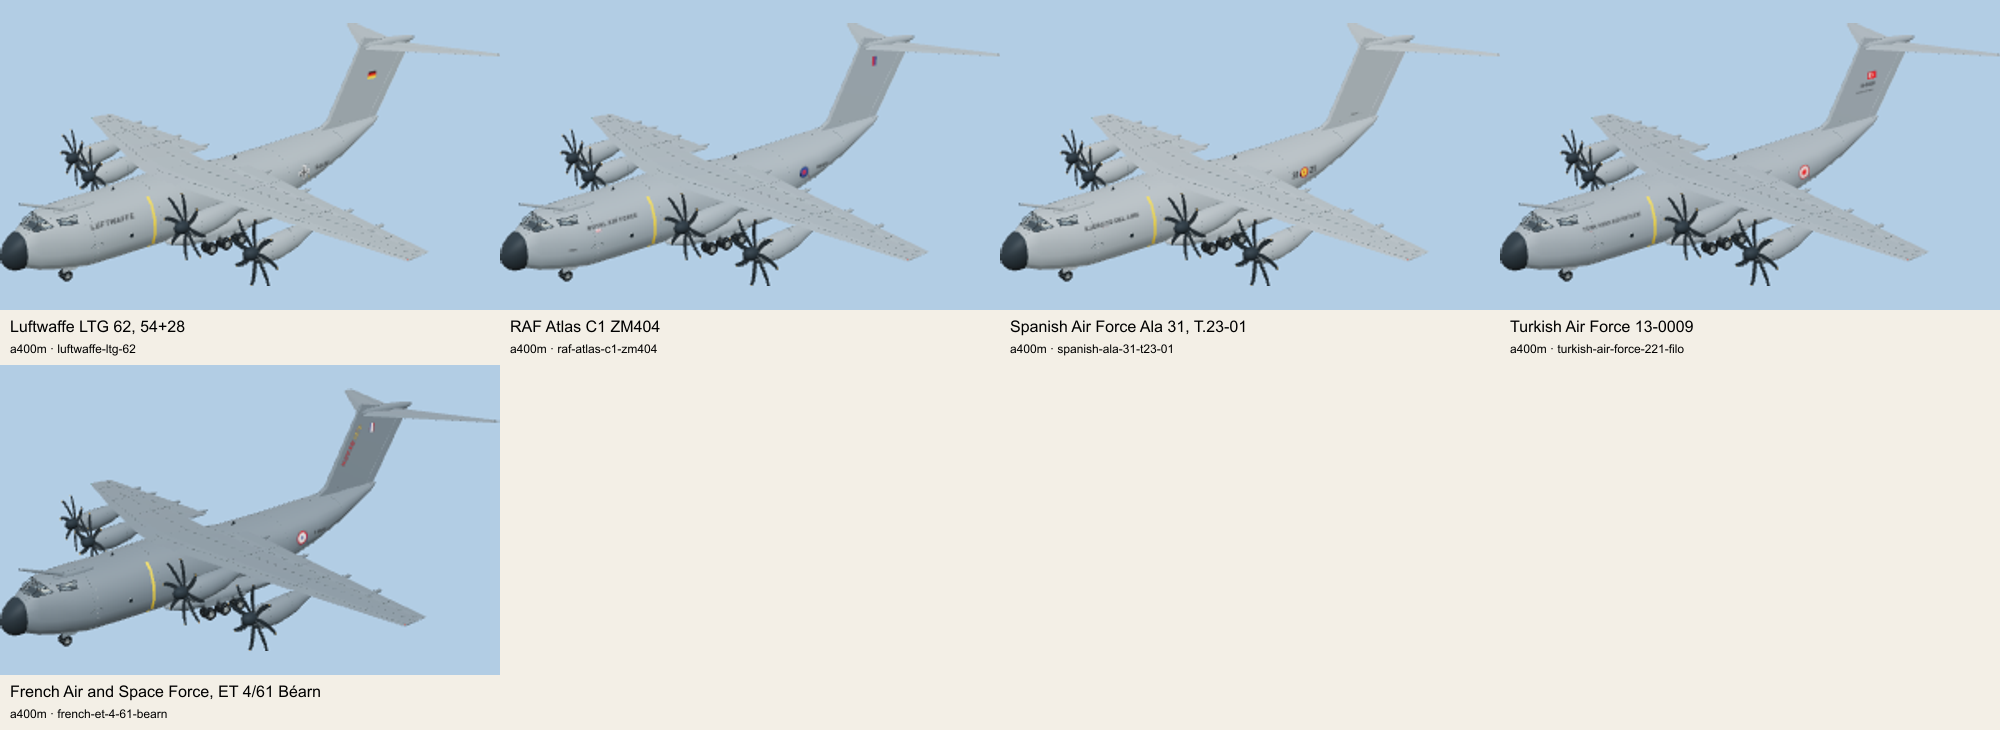 LUFTWAFFE
ROYAL AIR FORCE
Luftwaffe LTG 62, 54+28
a400m · luftwaffe-ltg-62
RAF Atlas C1 ZM404
a400m · raf-atlas-c1-zm404
Spanish Air Force Ala 31, T.23-01
a400m · spanish-ala-31-t23-01
Turkish Air Force 13-0009
a400m · turkish-air-force-221-filo
French Air and Space Force, ET 4/61 Béarn
a400m · french-et-4-61-bearn